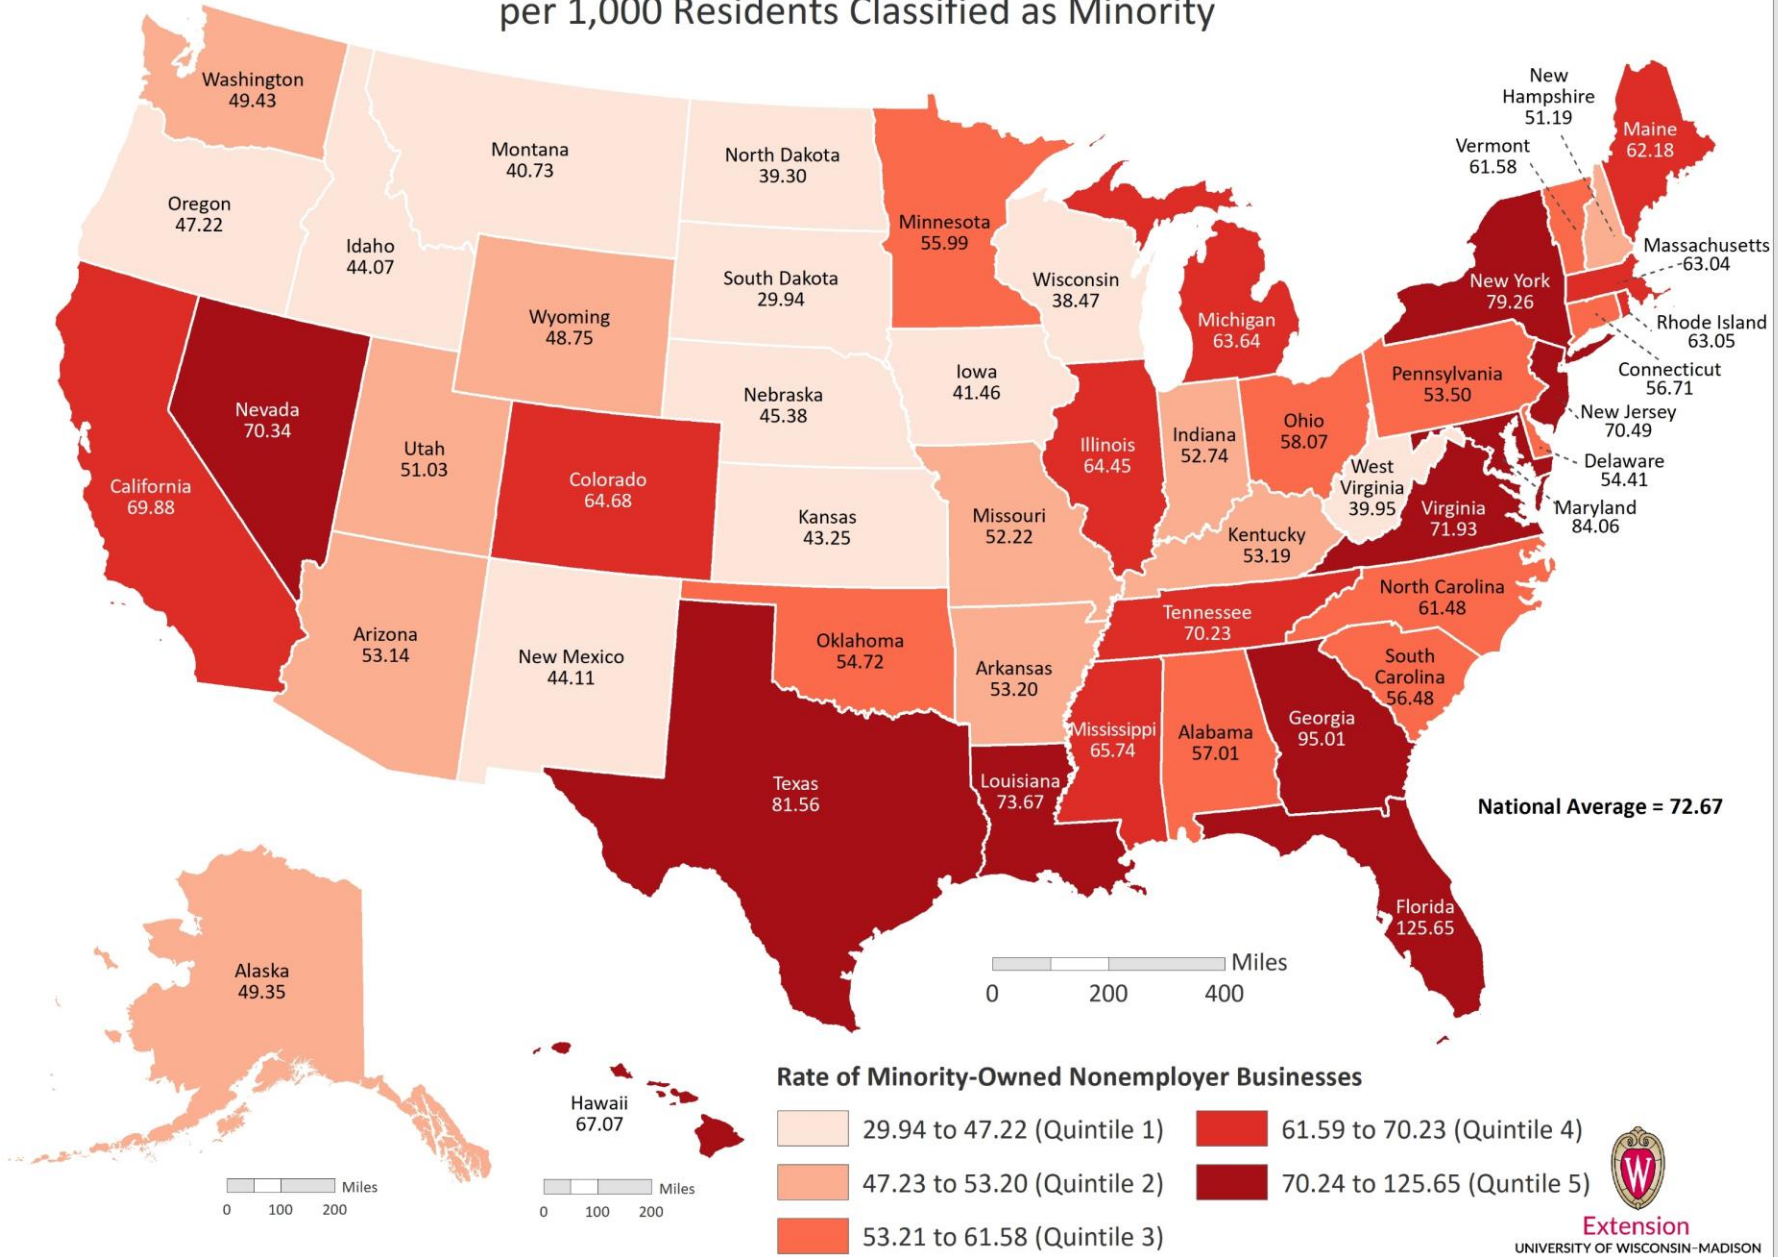 per 1,000 Residents Classified as Minority
Washington
49.43
Oregon
47.22
Idaho
44.07
Montana
40.73
North Dakota
39.30
South Dakota
29.94
Minnesota
55.99
Wisconsin
38.47
Michigan
63.64
New
Hampshire
51.19
Vermont
61.58
Maine
62.18
Massachusetts
63.04
New York
79.26
Rhode Island
63.05
Connecticut
56.71
Wyoming
48.75
Nebraska
45.38
Iowa
41.46
Pennsylvania
53.50
New Jersey
70.49
Delaware
54.41
Maryland
84.06
California
69.88
Nevada
70.34
Utah
51.03
Colorado
64.68
Kansas
43.25
Missouri
52.22
Illinois
64.45
Indiana
52.74
Ohio
58.07
West
Virginia
39.95
Virginia
71.93
Kentucky
53.19
Arizona
53.14
New Mexico
44.11
Oklahoma
54.72
Arkansas
53.20
Tennessee
70.23
North Carolina
61.48
South
Carolina
56.48
Texas
81.56
Louisiana
73.67
Mississippi
65.74
Alabama
57.01
Georgia
95.01
National Average = 72.67
Florida
125.65
Alaska
49.35
Hawaii
67.07
Miles
0 200 400
Miles
0 100 200
Miles
0 100 200
Rate of Minority-Owned Nonemployer Businesses
29.94 to 47.22 (Quintile 1)
47.23 to 53.20 (Quintile 2)
53.21 to 61.58 (Quintile 3)
61.59 to 70.23 (Quintile 4)
70.24 to 125.65 (Quntile 5)
W
Extension
UNIVERSITY OF WISCONSIN-MADISON